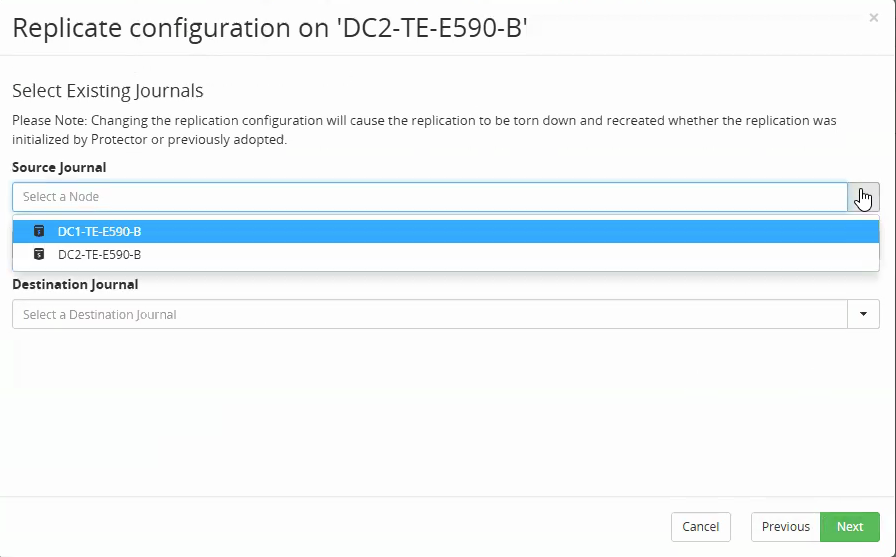 Replicate configuration on 'DC2-TE-E590-B'
×
Select Existing Journals
Please Note: Changing the replication configuration will cause the replication to be torn down and recreated whether the replication was
initialized by Protector or previously adopted.
Source Journal
Select a Node
DC1-TE-E590-B
DC2-TE-E590-B
Destination Journal
Select a Destination Journal
Cancel
Previous
Next